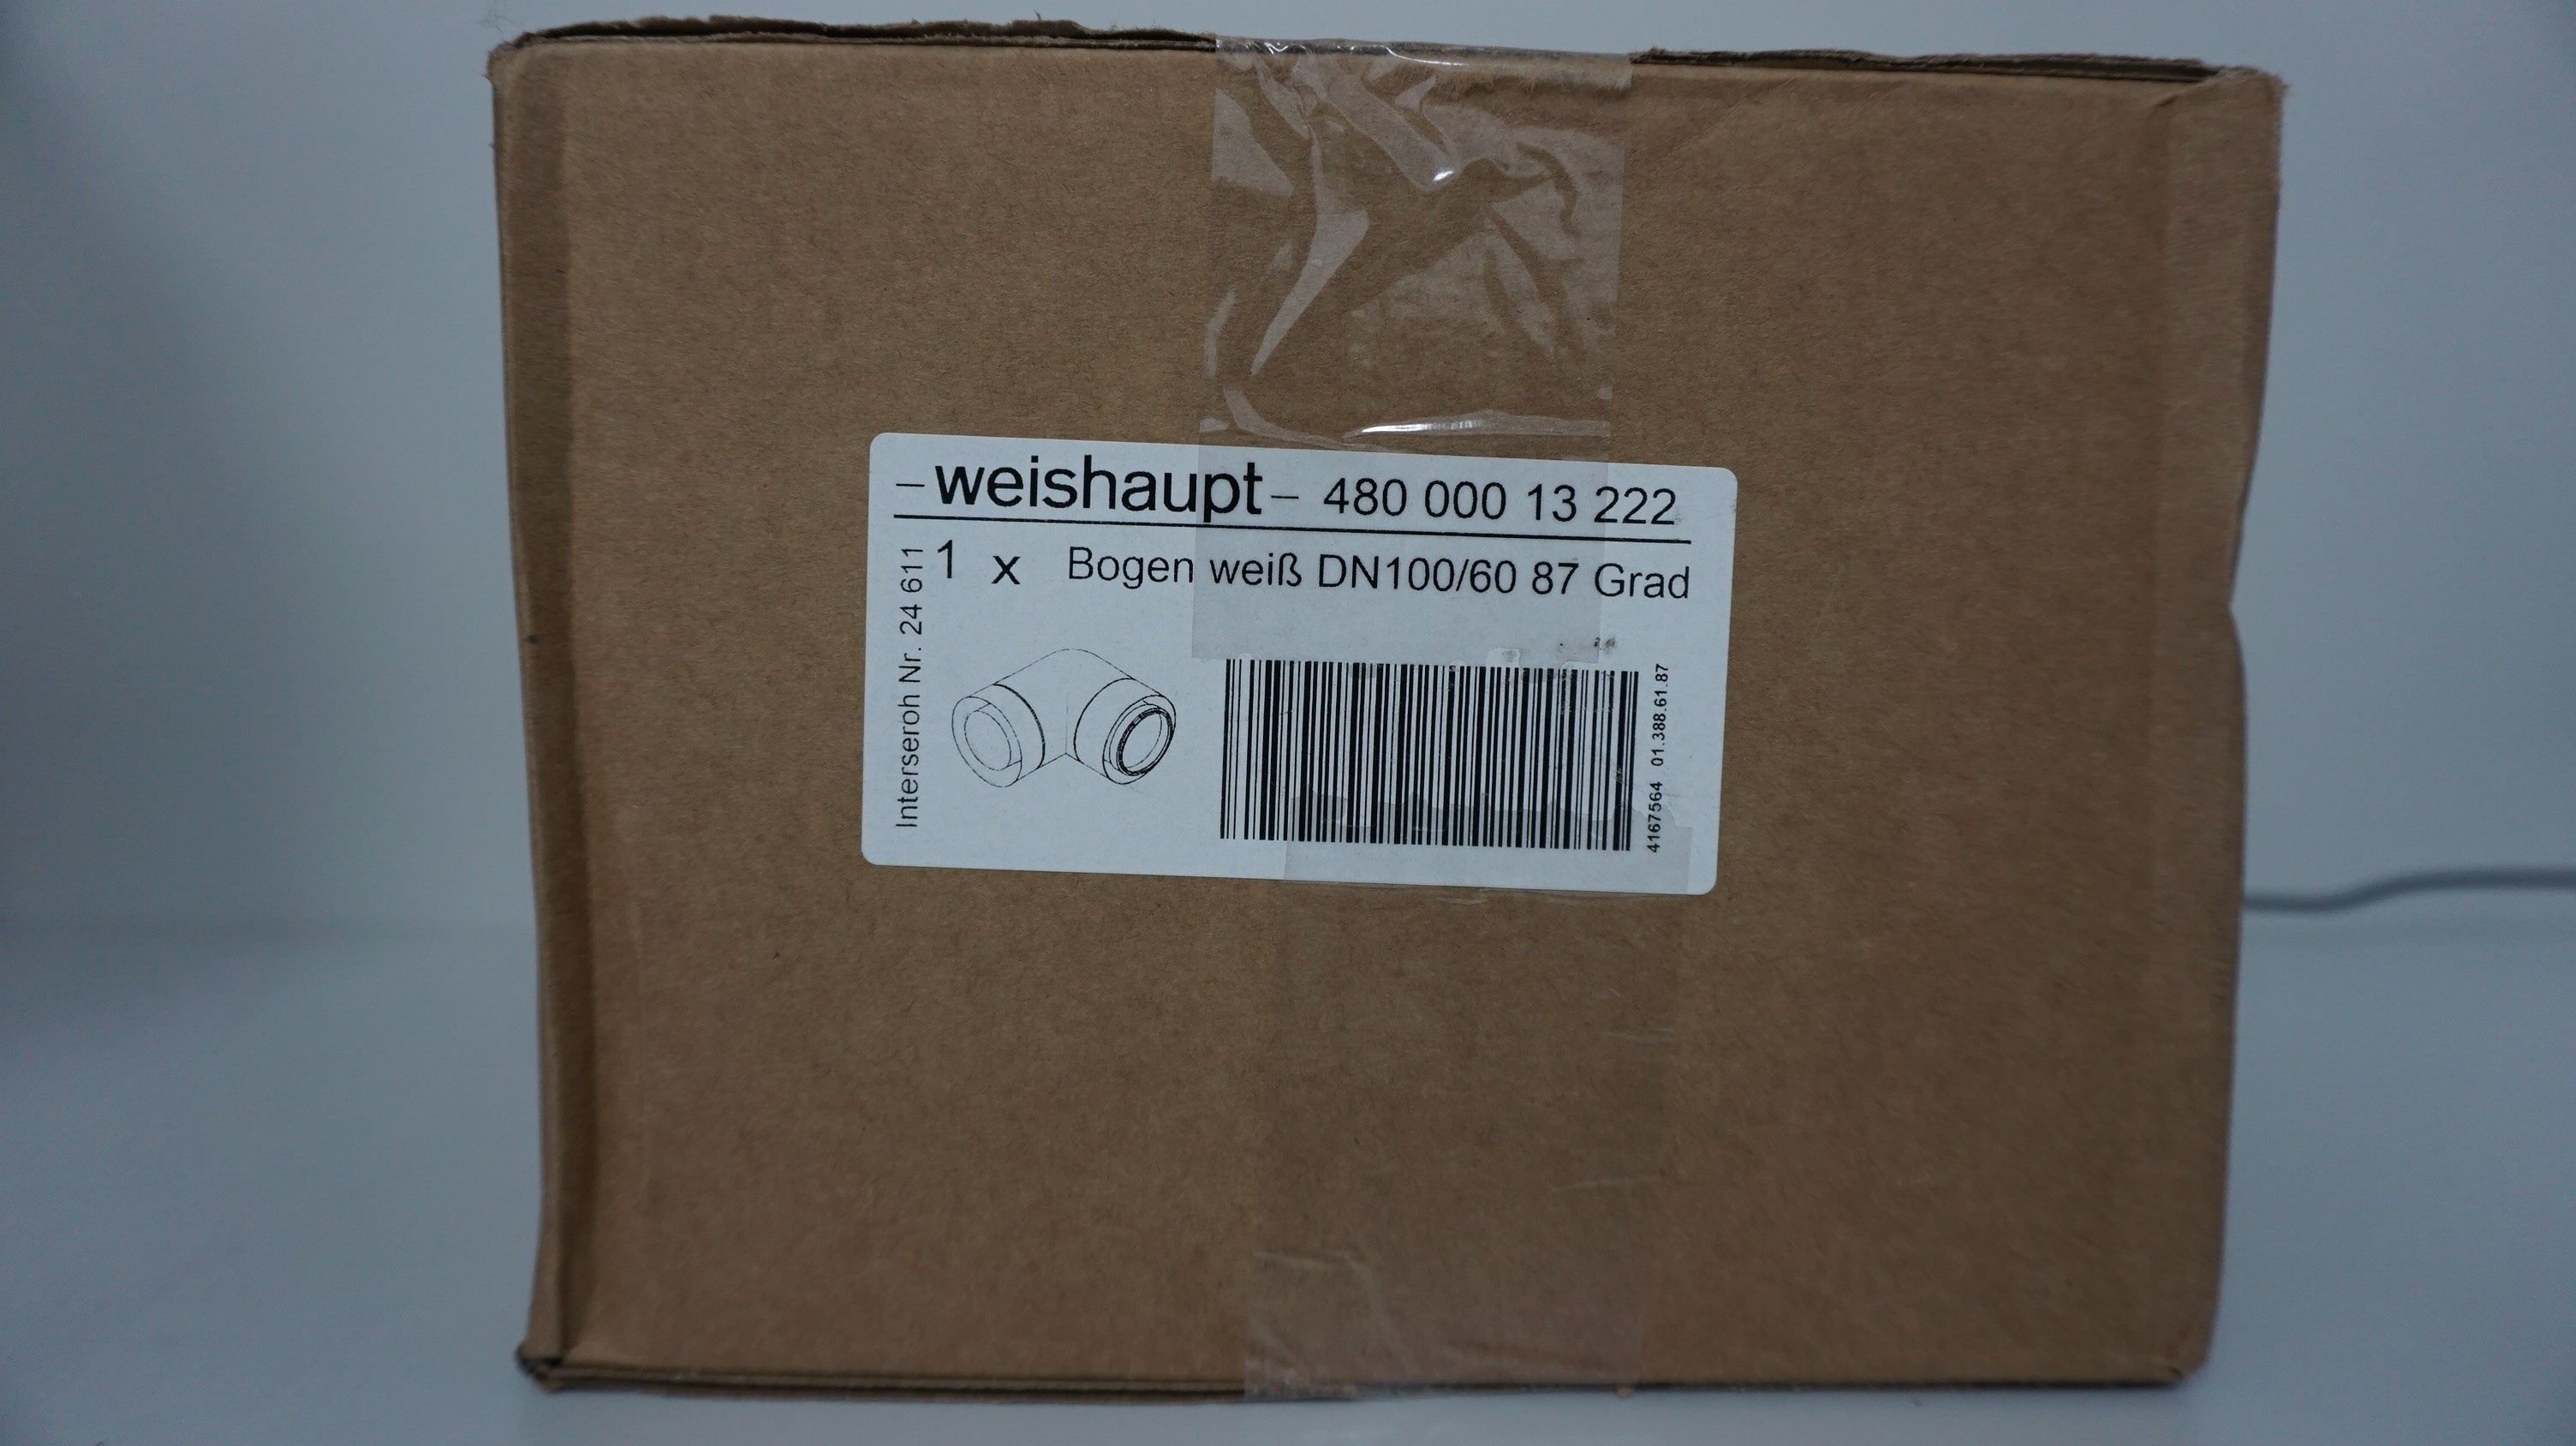 –weishaupt– 480 000 13 222
1 x Bogen weiß DN100/60 87 Grad
Interseroh Nr. 24 611
4167564 01.388.61.87